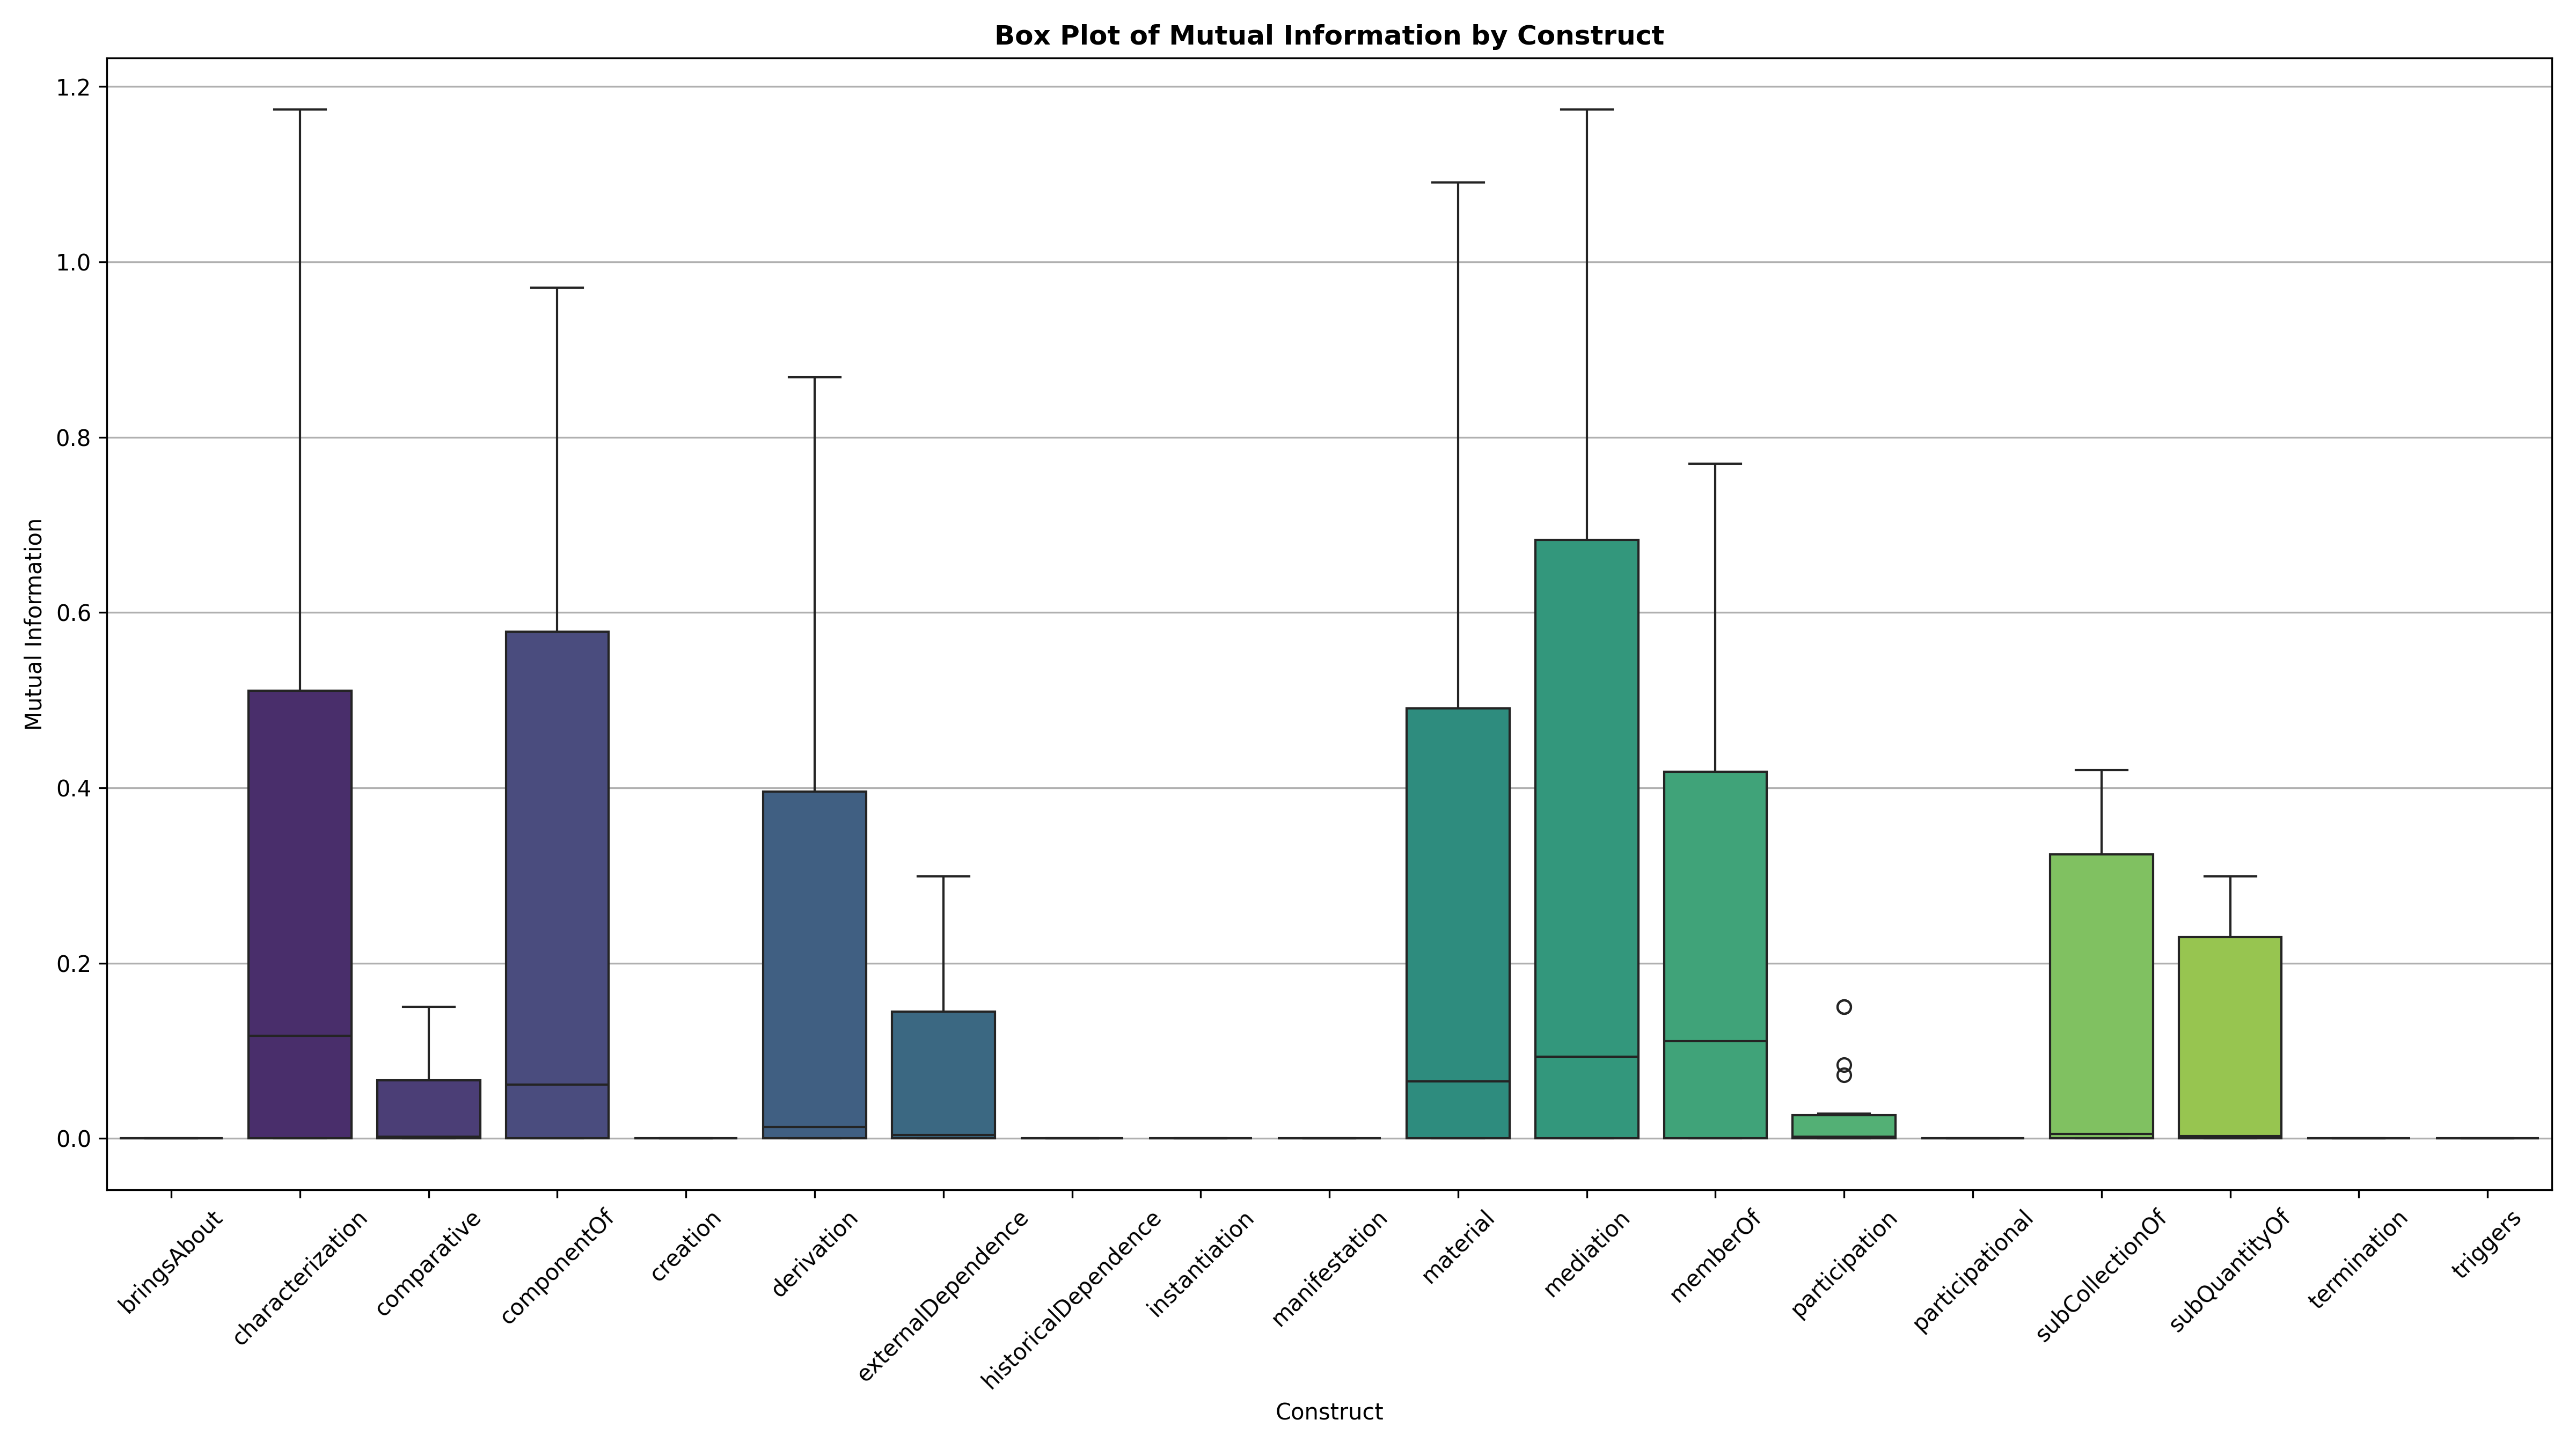 Box Plot of Mutual Information by Construct
Mutual Information
1.2
1.0
0.8
0.6
0.4
0.2
0.0
bringsAbout
characterization
comparative
componentOf
creation
derivation
externalDependence
historicalDependence
instantiation
manifestation
material
mediation
memberOf
participation
participational
subCollectionOf
subQuantityOf
termination
triggers
Construct